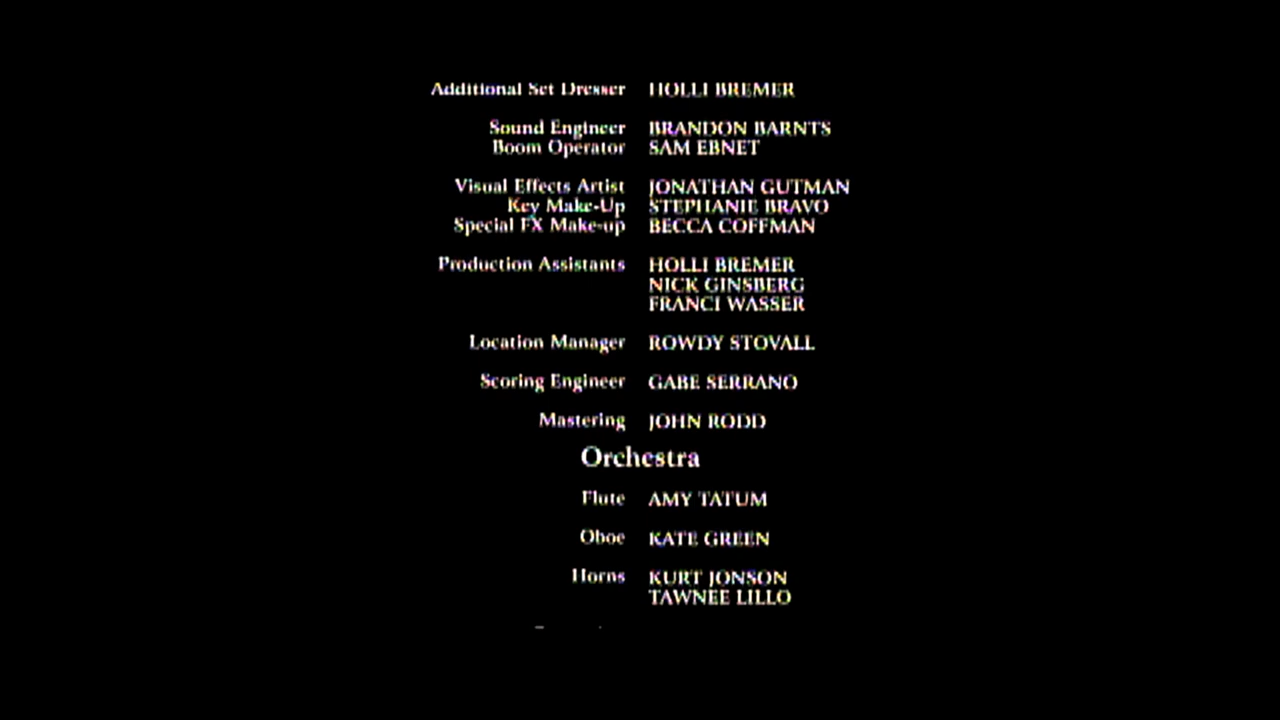 Additional Set Dresser HOLLI BREMER
Sound Engineer BRANDON BARNTS
Boom Operator SAM EBNET
Visual Effects Artist JONATHAN GUTMAN
Key Make-Up STEPHANIE BRAVO
Special FX Make-up BECCA COFFMAN
Production Assistants HOLLI BREMER
NICK GINSBERG
FRANCI WASSER
Location Manager ROWDY STOVALL
Scoring Engineer GABE SERRANO
Mastering JOHN RODD
Orchestra
Flute AMY TATUM
Oboe KATE GREEN
Horns KURT JONSON
TAWNEE LILLO